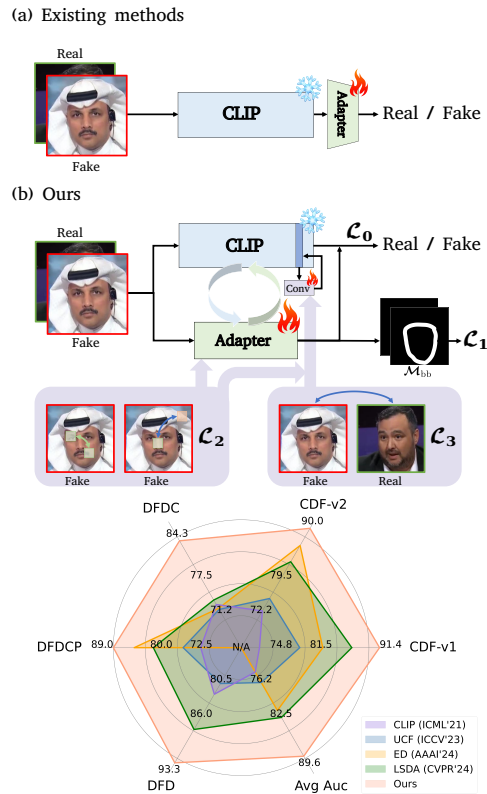 (a) Existing methods
Real
CLIP
Adapter
Real / Fake
Fake
(b) Ours
Real
CLIP
𝓛₀
Real / Fake
Conv
Fake
Adapter
𝓛₁
𝓜bb
𝓛₂
𝓛₃
Fake
Fake
Fake
Real
DFDC
CDF-v2
84.3
90.0
77.5
79.5
71.2
72.2
DFDCP
89.0
80.0
72.5
N/A
74.8
81.5
91.4
CDF-v1
80.5
76.2
86.0
82.5
93.3
89.6
DFD
Avg Auc
CLIP (ICML'21)
UCF (ICCV'23)
ED (AAAI'24)
LSDA (CVPR'24)
Ours